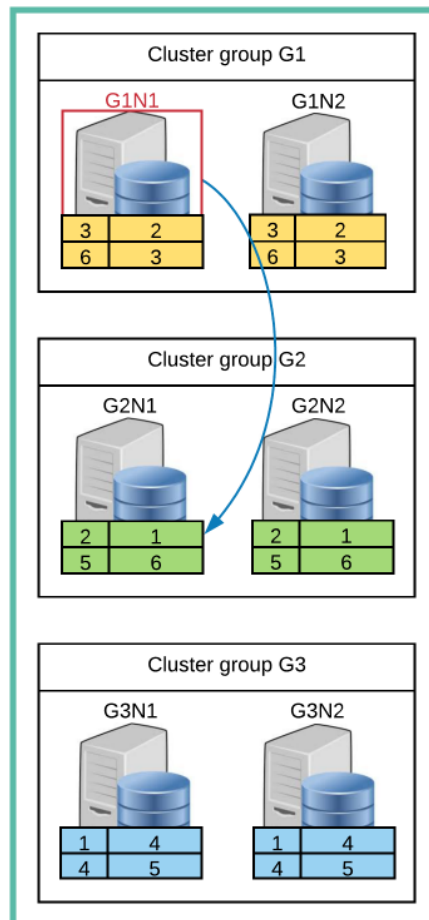 Cluster group G1
G1N1 G1N2
3 2 3 2
6 3 6 3
Cluster group G2
G2N1 G2N2
2 1 2 1
5 6 5 6
Cluster group G3
G3N1 G3N2
1 4 1 4
4 5 4 5